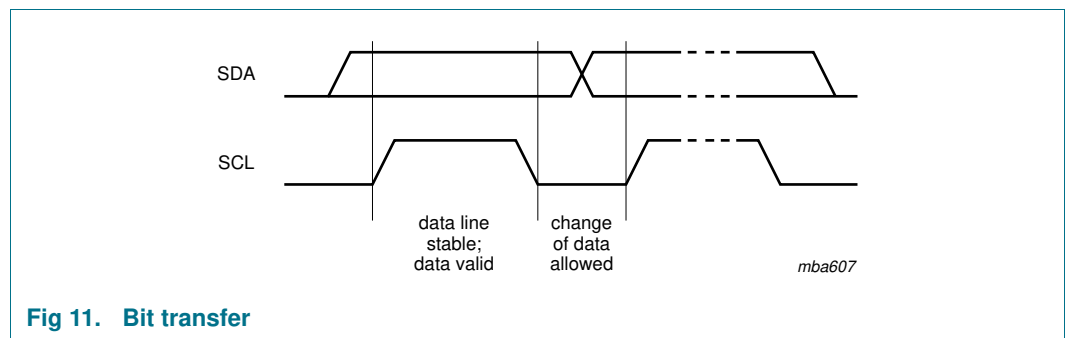 SDA
SCL
data line
stable;
data valid
change
of data
allowed
mba607
Fig 11. Bit transfer